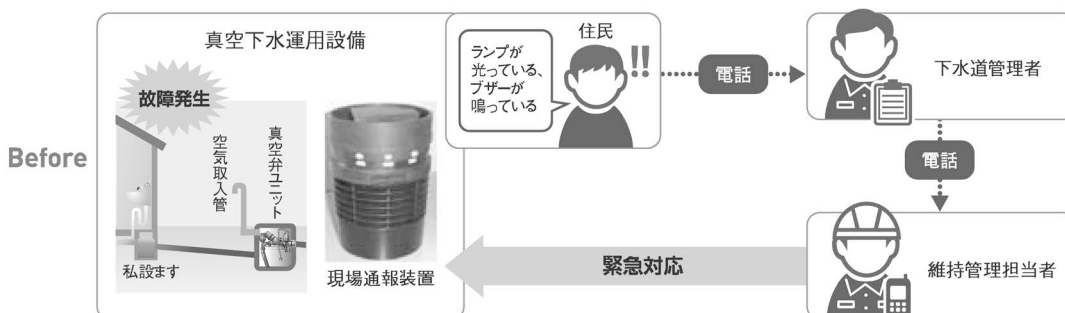 Before
真空下水運用設備
故障発生
空気取入管
真空弁ユニット
私設ます
現場通報装置
住民
ランプが
光っている、
ブザーが
鳴っている
!!
電話
下水道管理者
電話
維持管理担当者
緊急対応